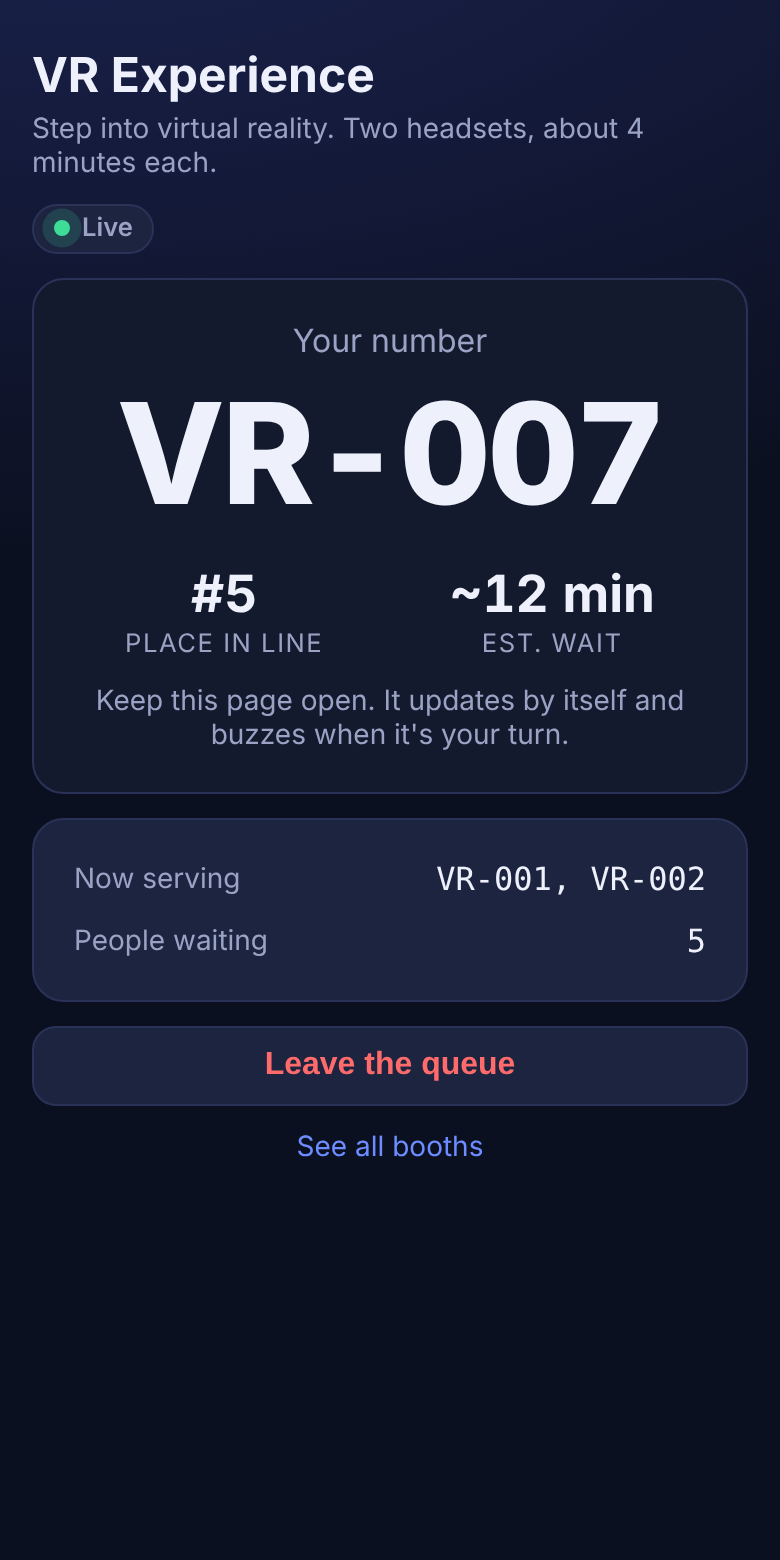 VR Experience
Step into virtual reality. Two headsets, about 4
minutes each.
Live
Your number
VR-007
#5
PLACE IN LINE
~12 min
EST. WAIT
Keep this page open. It updates by itself and
buzzes when it's your turn.
Now serving VR-001, VR-002
People waiting 5
Leave the queue
See all booths